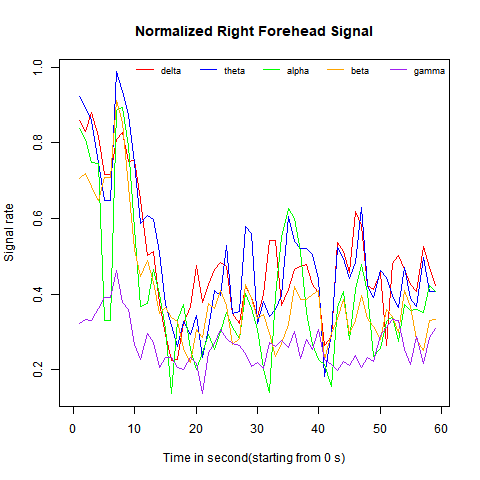 Normalized Right Forehead Signal
delta theta alpha beta gamma
1.0
0.8
0.6
0.4
0.2
Signal rate
0 10 20 30 40 50 60
Time in second(starting from 0 s)